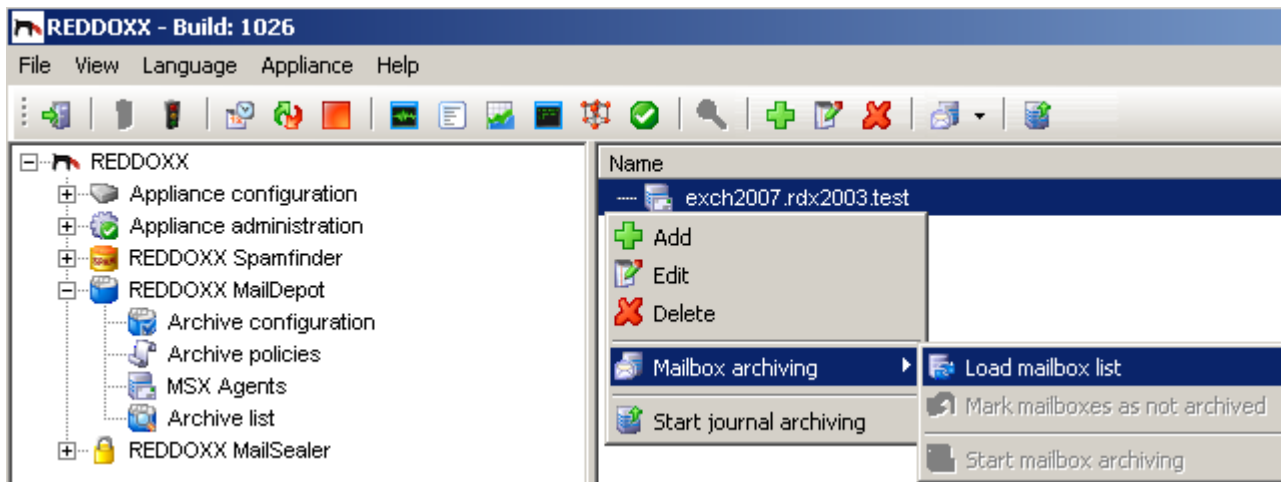 REDDOXX - Build: 1026
File View Language Appliance Help
REDDOXX
Appliance configuration
Appliance administration
REDDOXX Spamfinder
REDDOXX MailDepot
Archive configuration
Archive policies
MSX Agents
Archive list
REDDOXX MailSealer
Name
exch2007.rdx2003.test
Add
Edit
Delete
Mailbox archiving
Start journal archiving
Load mailbox list
Mark mailboxes as not archived
Start mailbox archiving